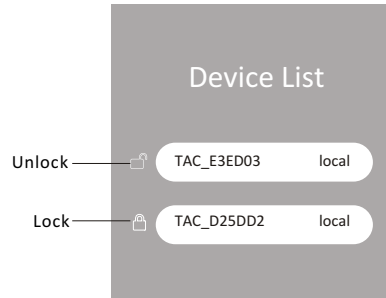 Device List
Unlock TAC_E3ED03 local
Lock TAC_D25DD2 local